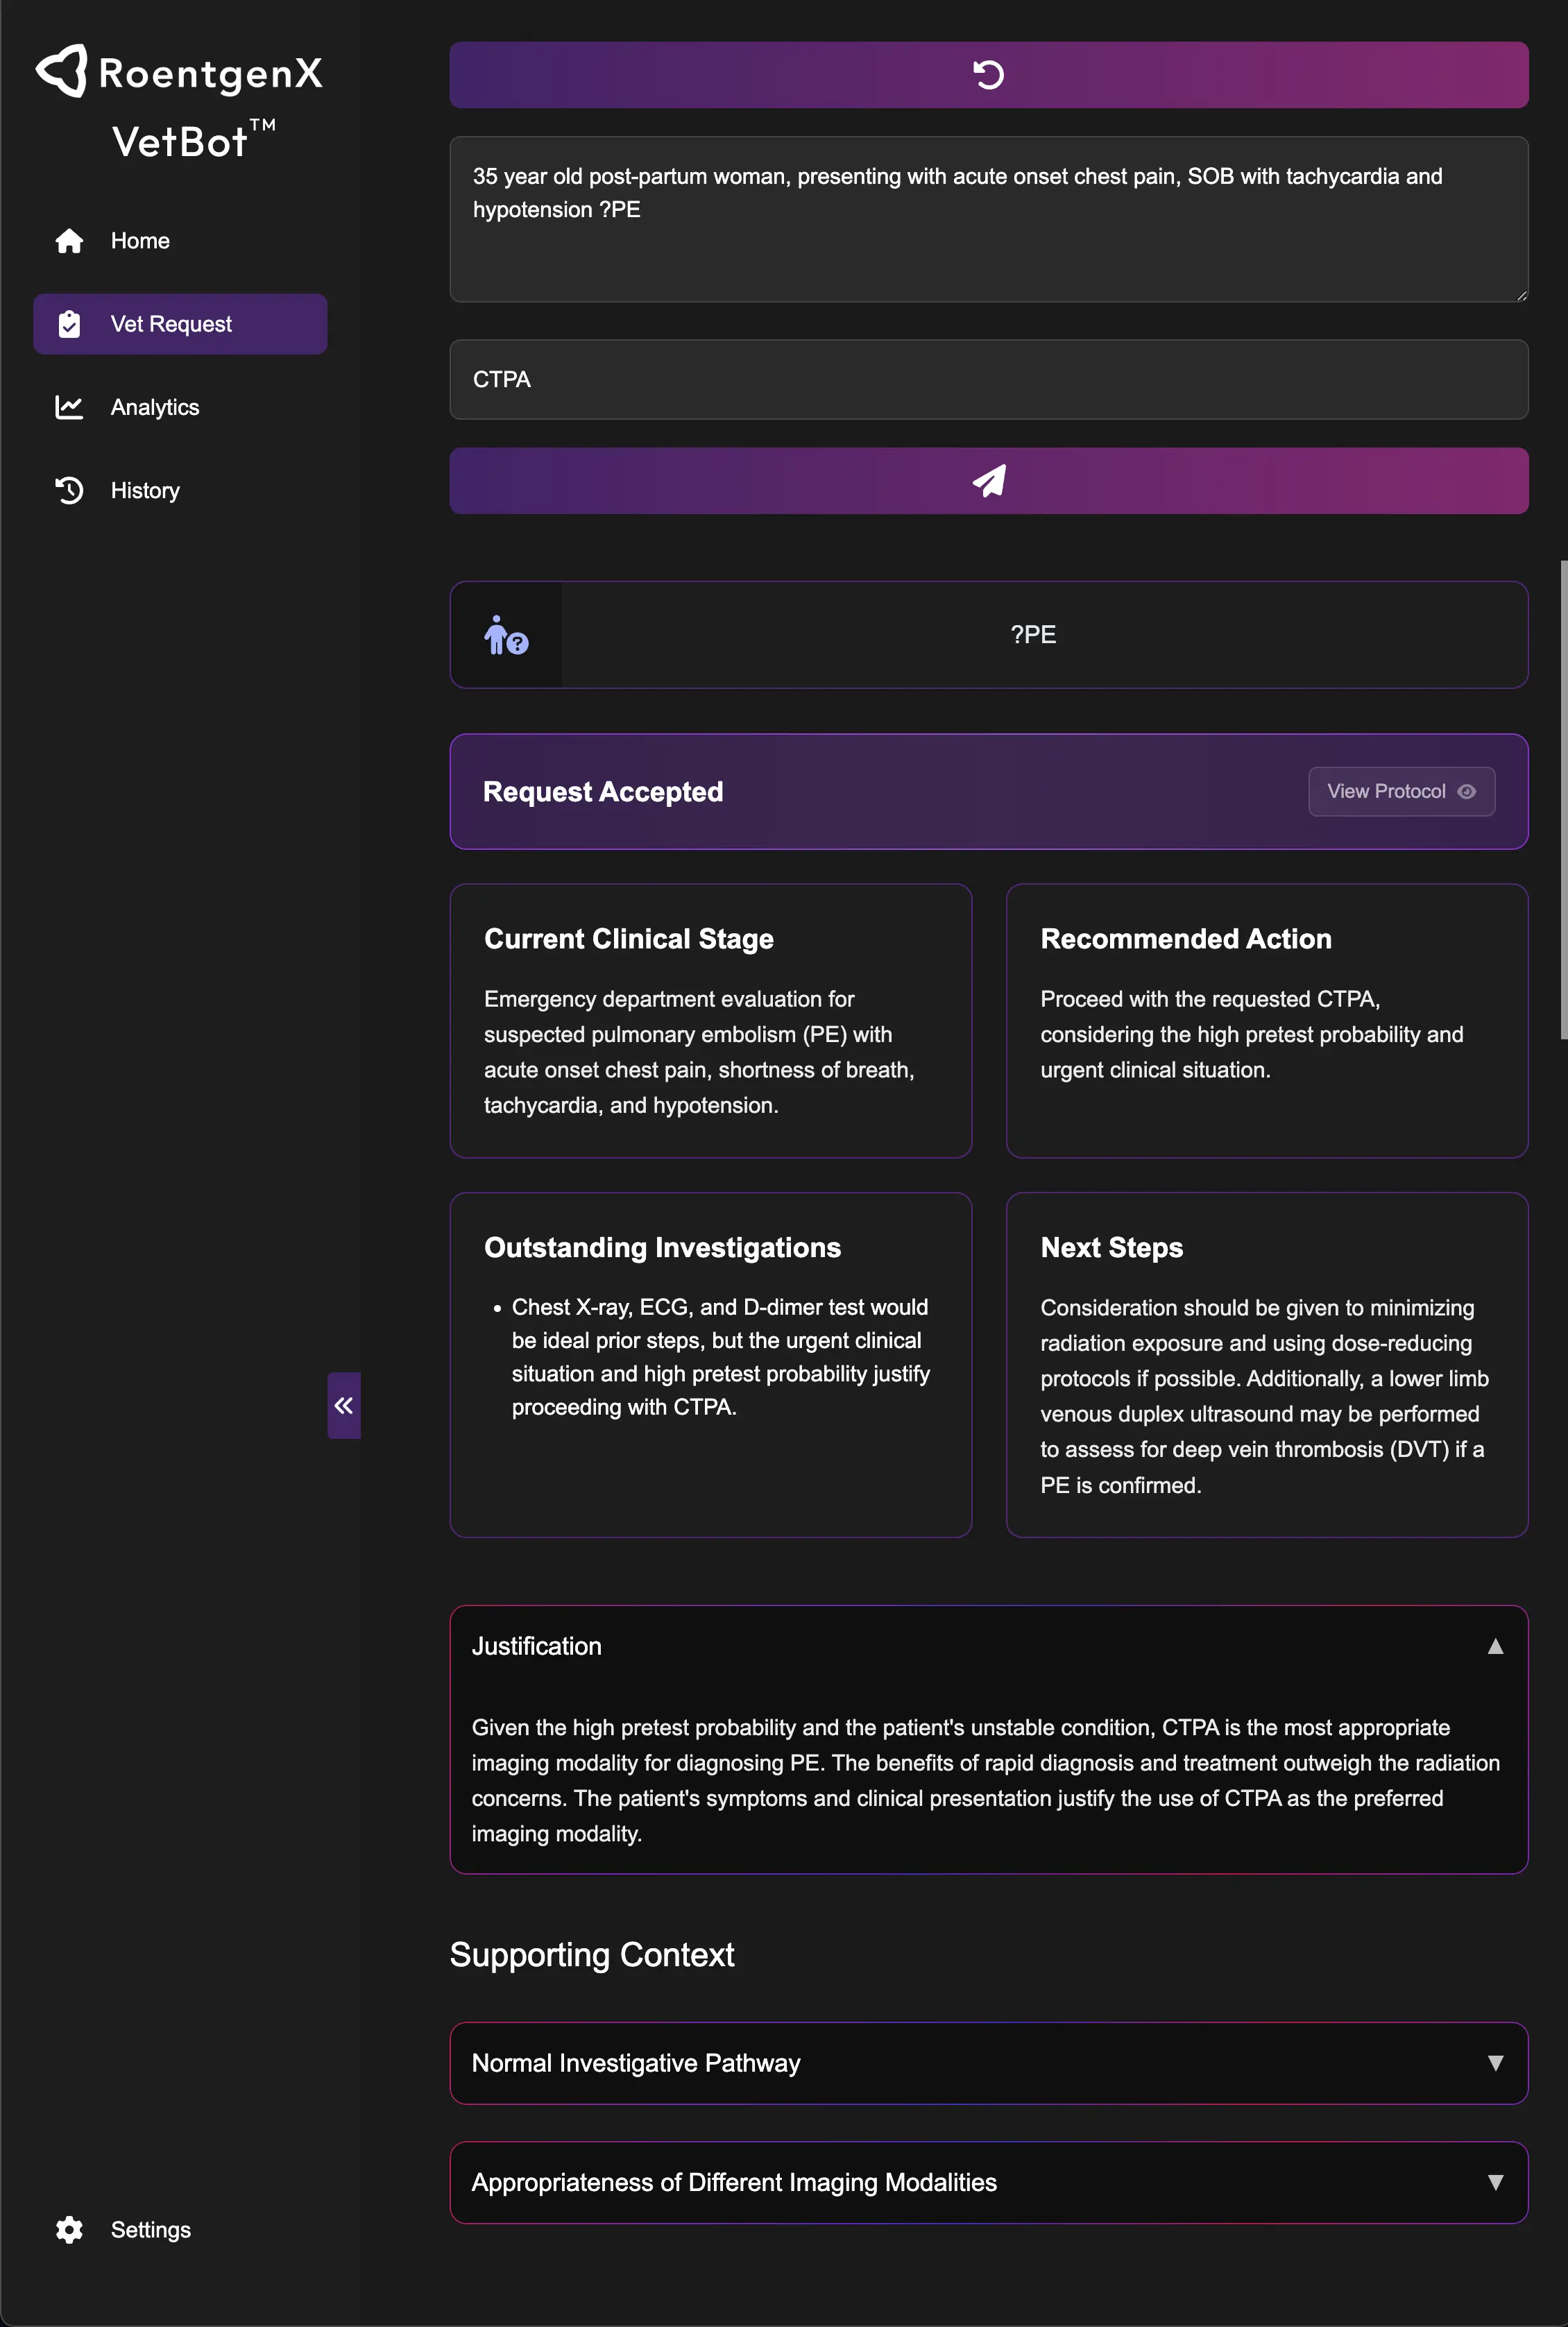 RoentgenX
VetBot™
Home
Vet Request
Analytics
History
Settings
35 year old post-partum woman, presenting with acute onset chest pain, SOB with tachycardia and
hypotension ?PE
CTPA
?PE
Request Accepted
View Protocol
Current Clinical Stage
Emergency department evaluation for
suspected pulmonary embolism (PE) with
acute onset chest pain, shortness of breath,
tachycardia, and hypotension.
Recommended Action
Proceed with the requested CTPA,
considering the high pretest probability and
urgent clinical situation.
Outstanding Investigations
• Chest X-ray, ECG, and D-dimer test would
be ideal prior steps, but the urgent clinical
situation and high pretest probability justify
proceeding with CTPA.
Next Steps
Consideration should be given to minimizing
radiation exposure and using dose-reducing
protocols if possible. Additionally, a lower limb
venous duplex ultrasound may be performed
to assess for deep vein thrombosis (DVT) if a
PE is confirmed.
Justification
Given the high pretest probability and the patient's unstable condition, CTPA is the most appropriate
imaging modality for diagnosing PE. The benefits of rapid diagnosis and treatment outweigh the radiation
concerns. The patient's symptoms and clinical presentation justify the use of CTPA as the preferred
imaging modality.
Supporting Context
Normal Investigative Pathway
Appropriateness of Different Imaging Modalities